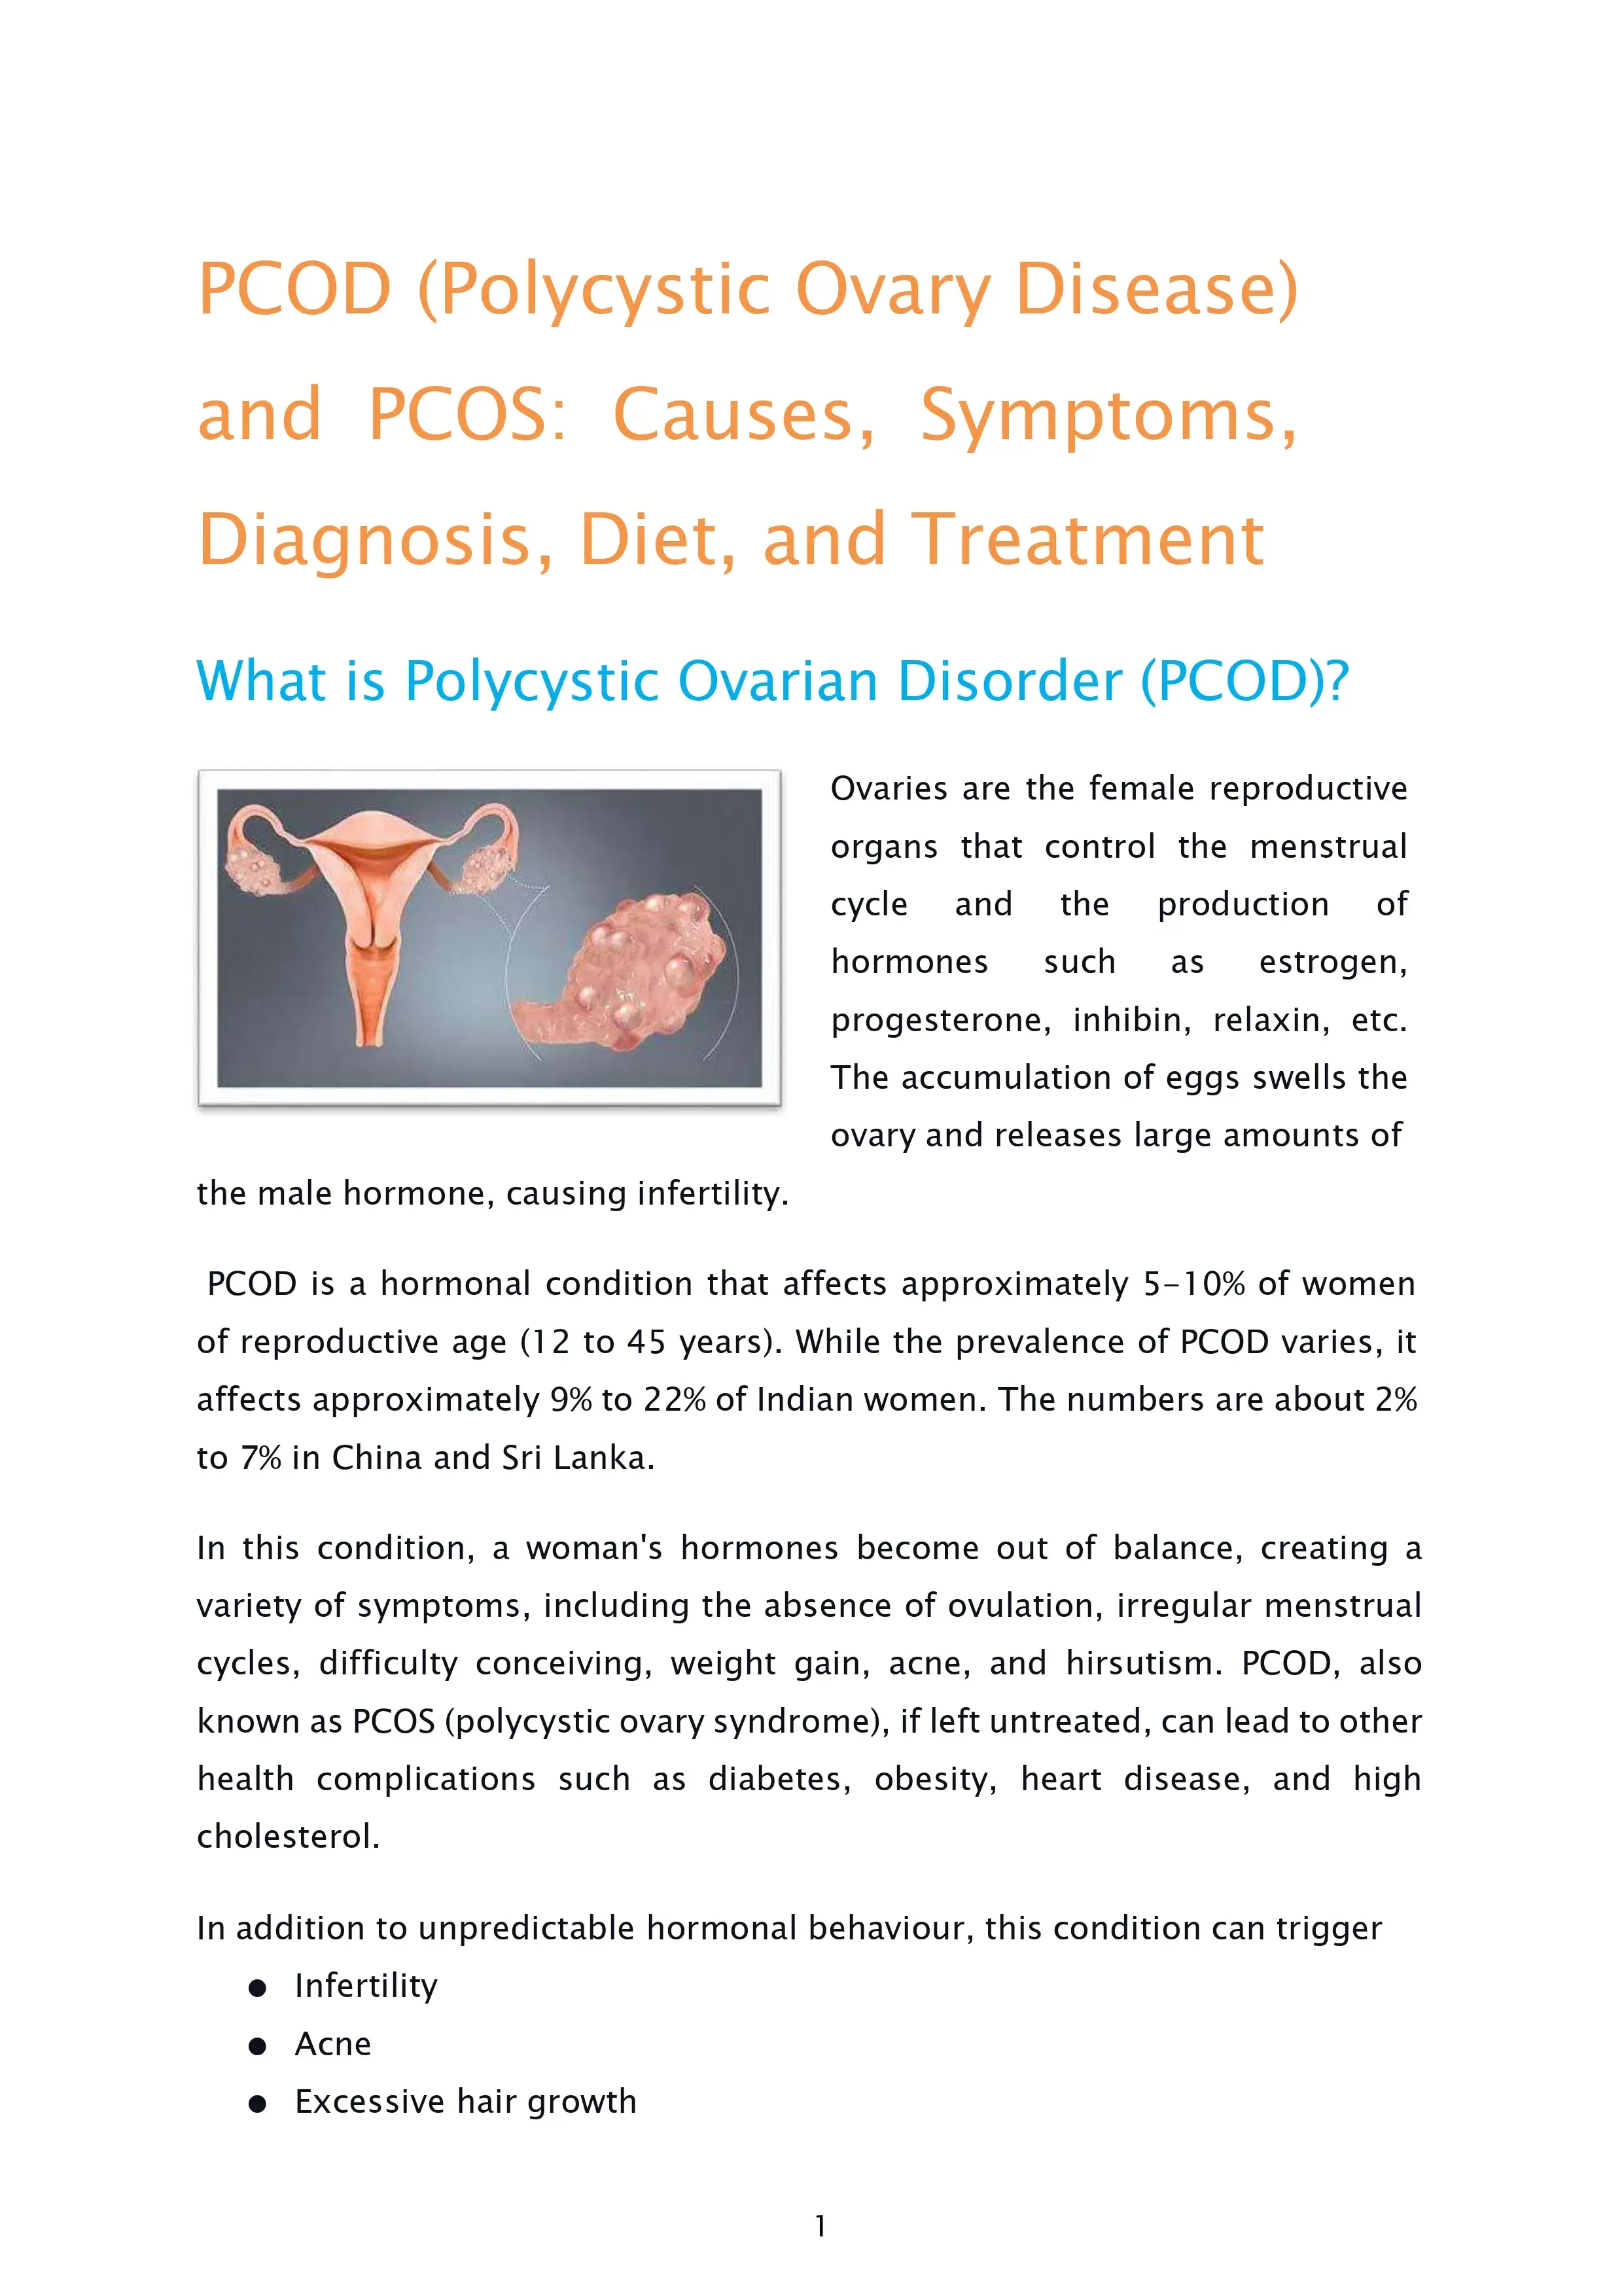 PCOD (Polycystic Ovary Disease)
and PCOS: Causes, Symptoms,
Diagnosis, Diet, and Treatment
What is Polycystic Ovarian Disorder (PCOD)?
Ovaries are the female reproductive
organs that control the menstrual
cycle and the production of
hormones such as estrogen,
progesterone, inhibin, relaxin, etc.
The accumulation of eggs swells the
ovary and releases large amounts of
the male hormone, causing infertility.
PCOD is a hormonal condition that affects approximately 5-10% of women
of reproductive age (12 to 45 years). While the prevalence of PCOD varies, it
affects approximately 9% to 22% of Indian women. The numbers are about 2%
to 7% in China and Sri Lanka.
In this condition, a woman's hormones become out of balance, creating a
variety of symptoms, including the absence of ovulation, irregular menstrual
cycles, difficulty conceiving, weight gain, acne, and hirsutism. PCOD, also
known as PCOS (polycystic ovary syndrome), if left untreated, can lead to other
health complications such as diabetes, obesity, heart disease, and high
cholesterol.
In addition to unpredictable hormonal behaviour, this condition can trigger
● Infertility
● Acne
● Excessive hair growth
1